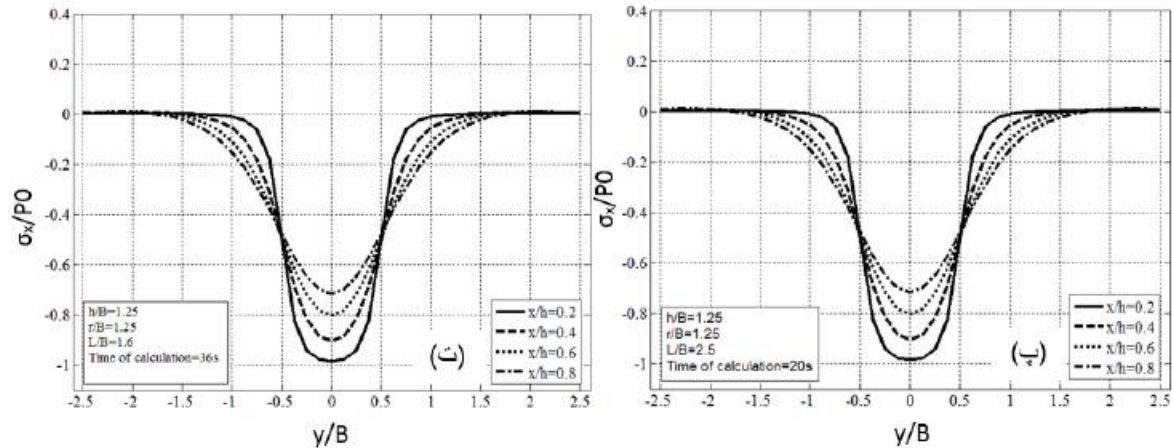 0.4
0.2
0
-0.2
-0.4
-0.6
-0.8
-1
σx/P0
h/B=1.25
r/B=1.25
L/B=1.6
Time of calculation=36s
x/h=0.2
x/h=0.4
x/h=0.6
x/h=0.8
-2.5 -2 -1.5 -1 -0.5 0 0.5 1 1.5 2 2.5
y/B
0.4
0.2
0
-0.2
-0.4
-0.6
-0.8
-1
σx/P0
h/B=1.25
r/B=1.25
L/B=2.5
Time of calculation=20s
x/h=0.2
x/h=0.4
x/h=0.6
x/h=0.8
-2.5 -2 -1.5 -1 -0.5 0 0.5 1 1.5 2 2.5
y/B